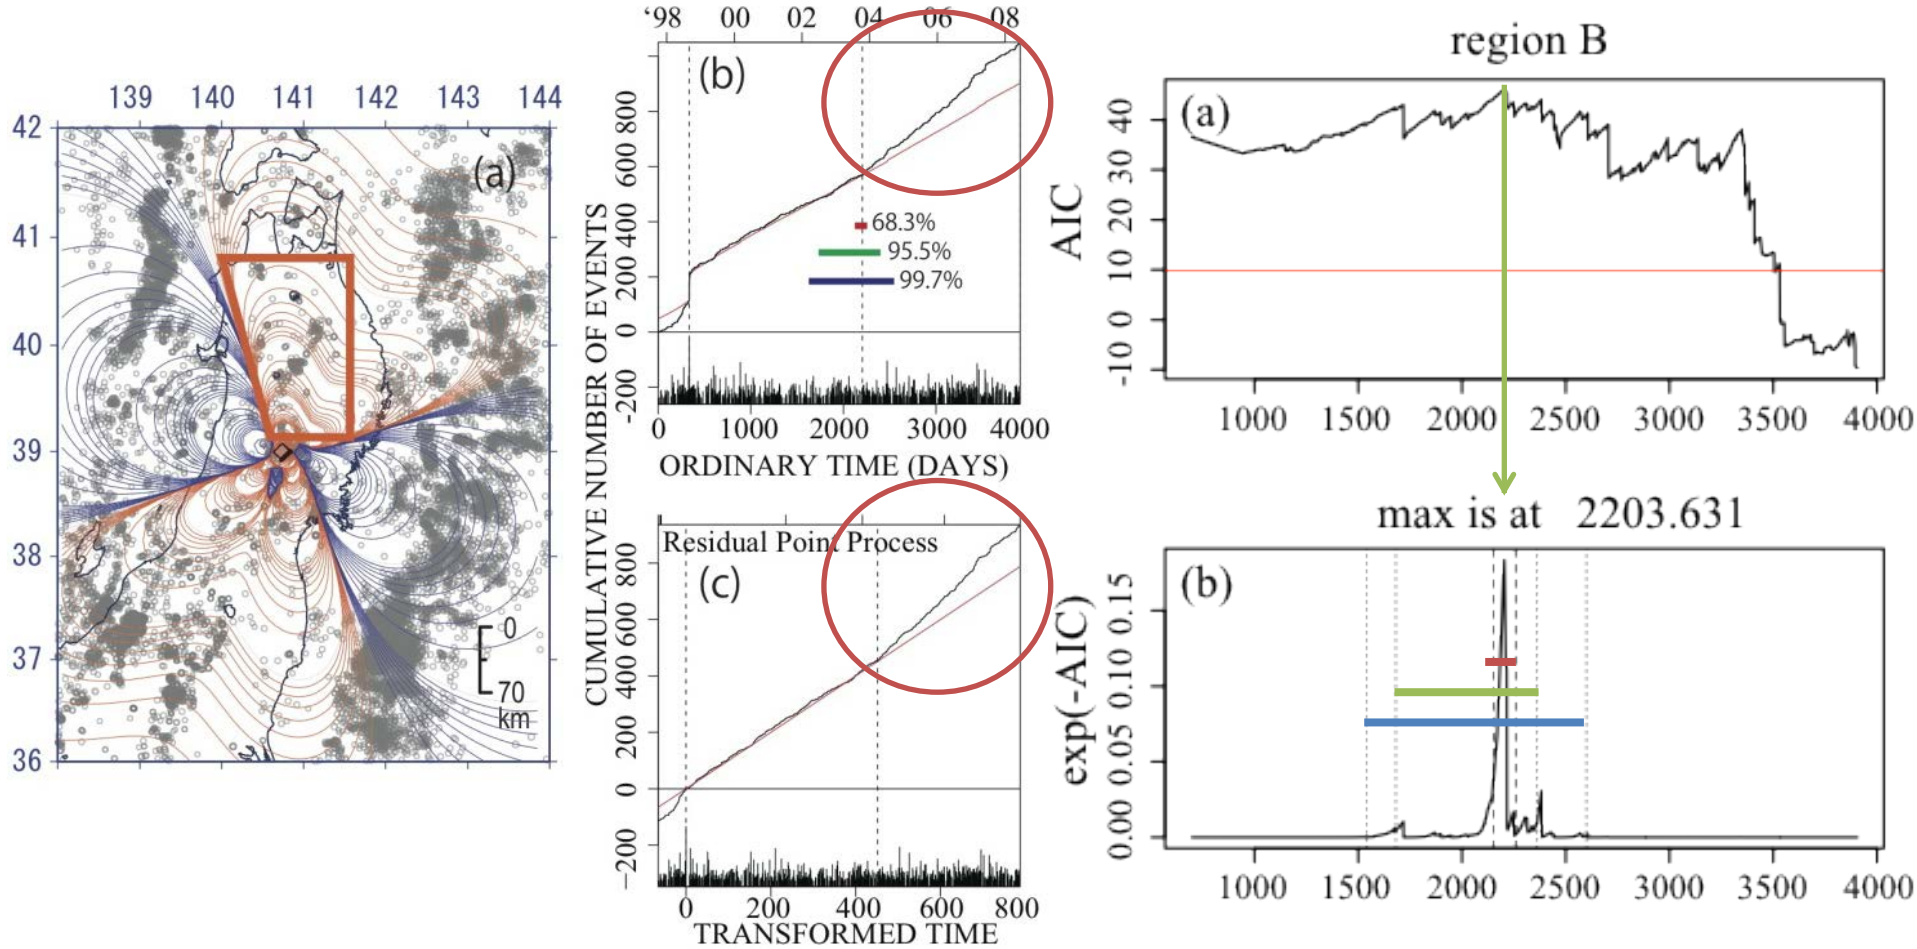 139 140 141 142 143 144
42
41
40
39
38
37
36
(a)
0
70
km
CUMULATIVE NUMBER OF EVENTS
‘98 00 02 04 06 08
(b)
800
600
400
200
0
-200
68.3%
95.5%
99.7%
0 1000 2000 3000 4000
ORDINARY TIME (DAYS)
Residual Point Process
(c)
800
600
400
200
0
-200
0 200 400 600 800
TRANSFORMED TIME
region B
(a)
AIC
40
30
20
10
0
-10
1000 1500 2000 2500 3000 3500 4000
max is at 2203.631
(b)
exp(-AIC)
0.15
0.10
0.05
0.00
1000 1500 2000 2500 3000 3500 4000